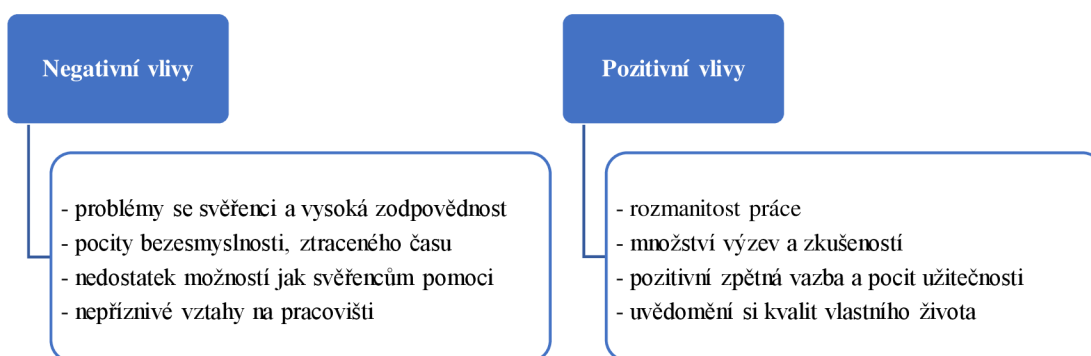 Negativní vlivy
- problémy se svěřenci a vysoká zodpovědnost
- pocity bezesmyslnosti, ztraceného času
- nedostatek možností jak svěřencům pomoci
- nepříznivé vztahy na pracovišti
Pozitivní vlivy
- rozmanitost práce
- množství výzev a zkušeností
- pozitivní zpětná vazba a pocit užitečnosti
- uvědomění si kvalit vlastního života